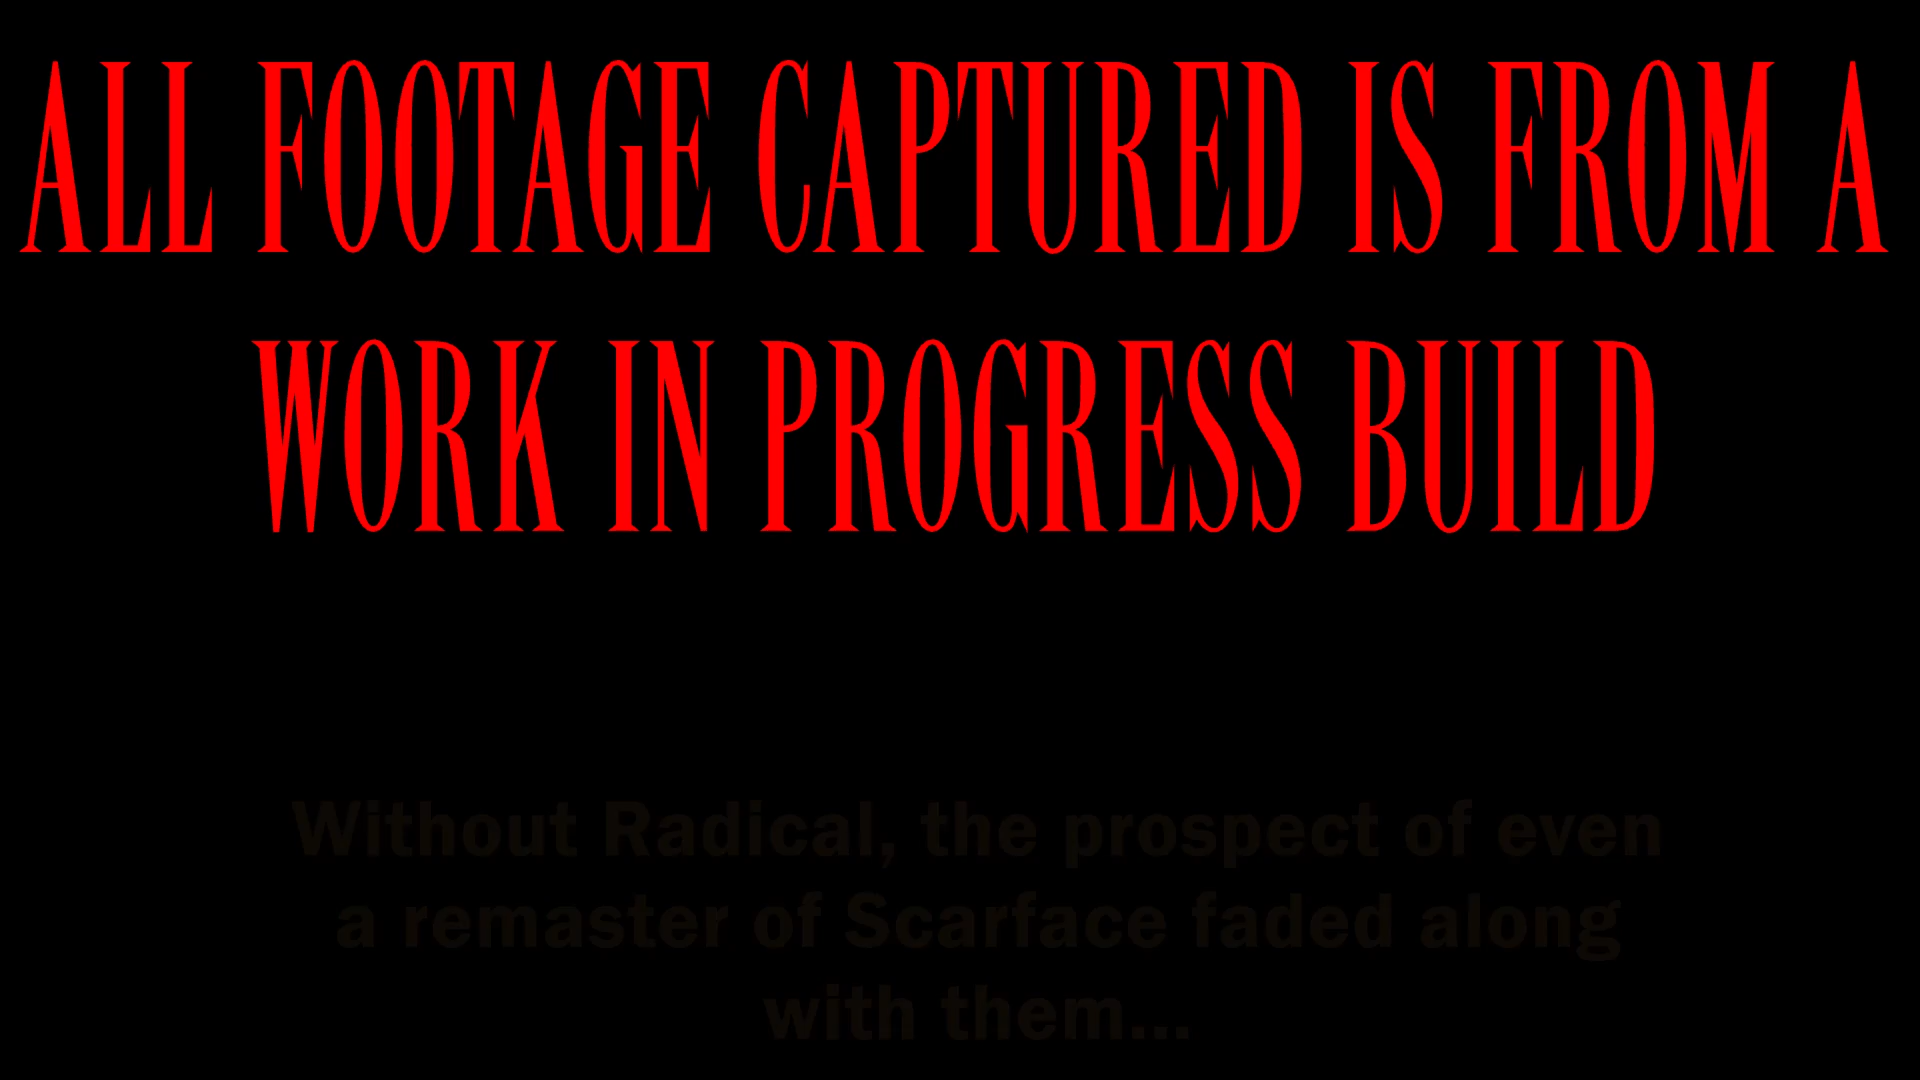 ALL FOOTAGE CAPTURED IS FROM A
WORK IN PROGRESS BUILD
Without Radical, the prospect of even
a remaster of Scarface faded along
with them...